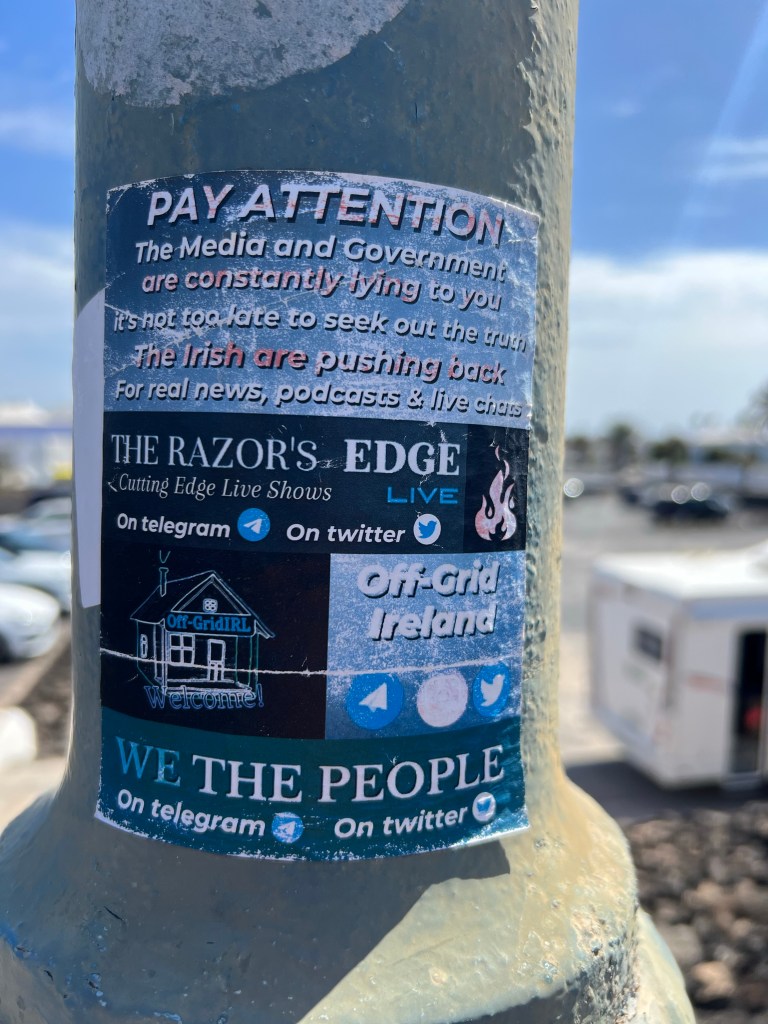 PAY ATTENTION
The Media and Government
are constantly lying to you
it's not too late to seek out the truth
The Irish are pushing back
For real news, podcasts & live chats
THE RAZOR'S EDGE
Cutting Edge Live Shows
LIVE
On telegram
On twitter
Off-GridIRL
Welcome!
Off-Grid
Ireland
WE THE PEOPLE
On telegram
On twitter